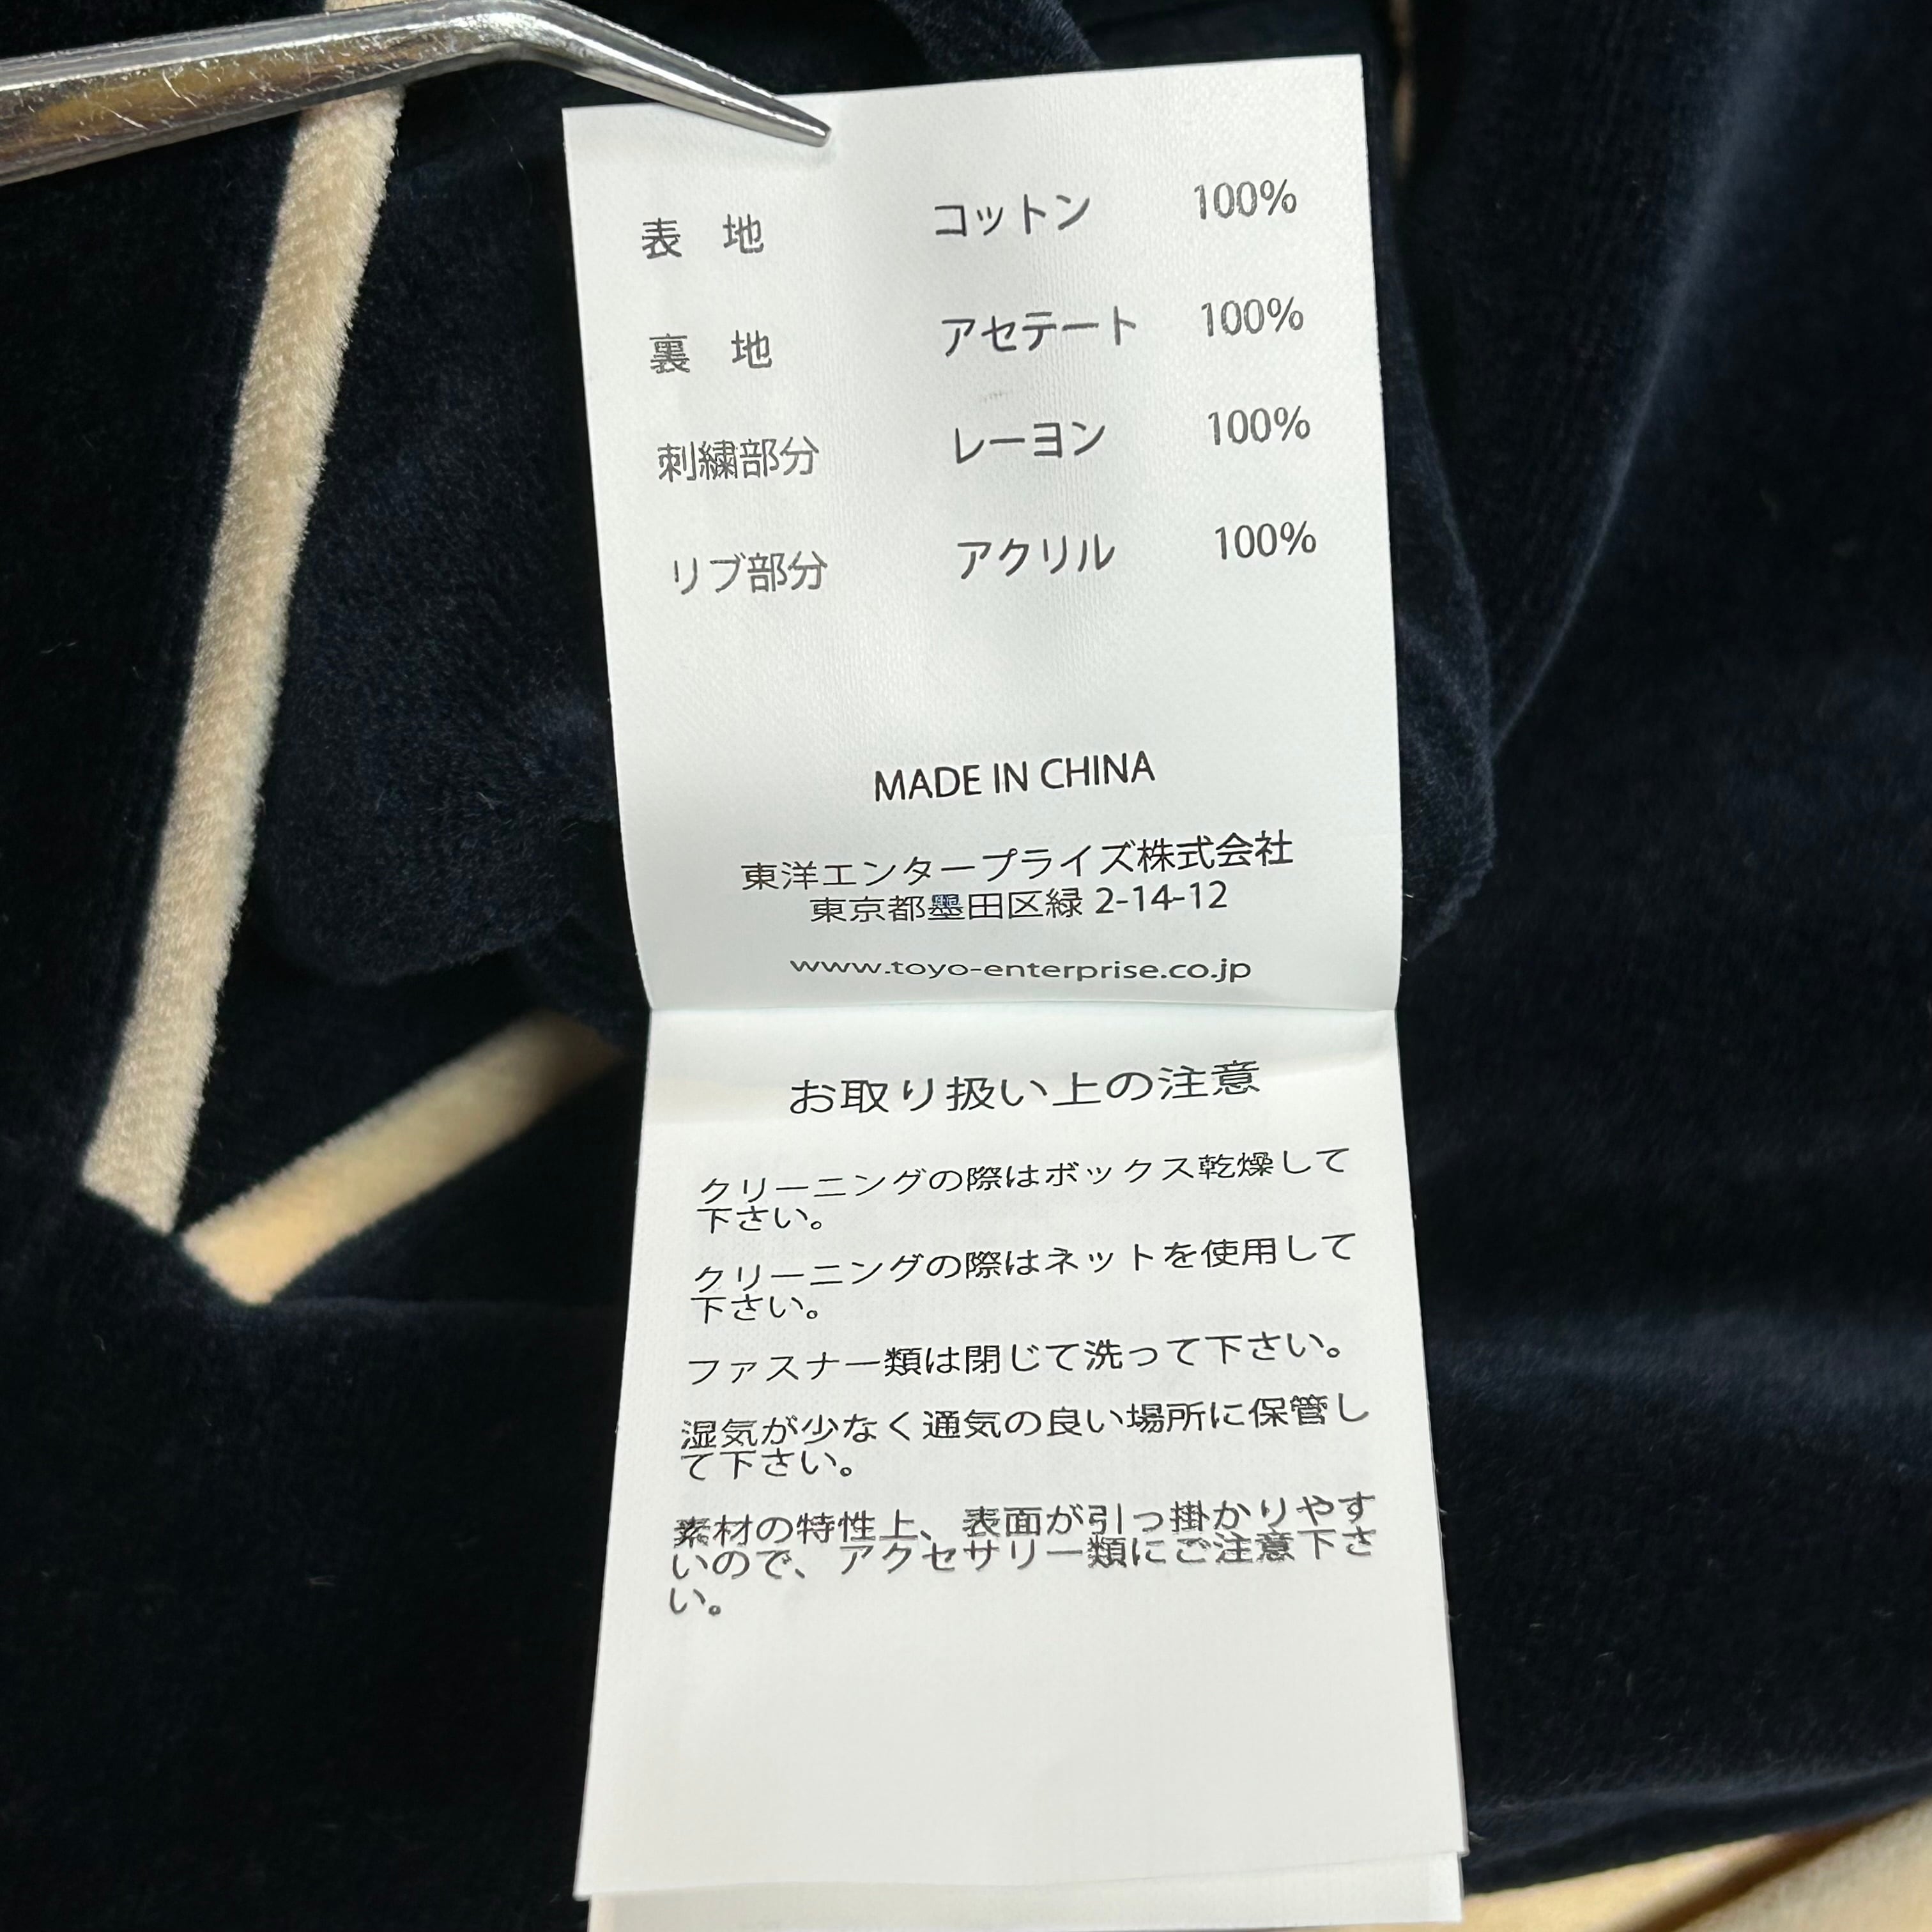 表 地 コットン 100%
裏 地 アセテート 100%
刺繍部分 レーヨン 100%
リブ部分 アクリル 100%
MADE IN CHINA
東洋エンタープライズ株式会社
東京都墨田区緑 2-14-12
www.toyo-enterprise.co.jp
お取り扱い上の注意
クリーニングの際はボックス乾燥して
下さい。
クリーニングの際はネットを使用して
下さい。
ファスナー類は閉じて洗って下さい。
湿気が少なく通気の良い場所に保管し
て下さい。
素材の特性上、表面が引っ掛かりやす
いので、アクセサリー類にご注意下さ
い。